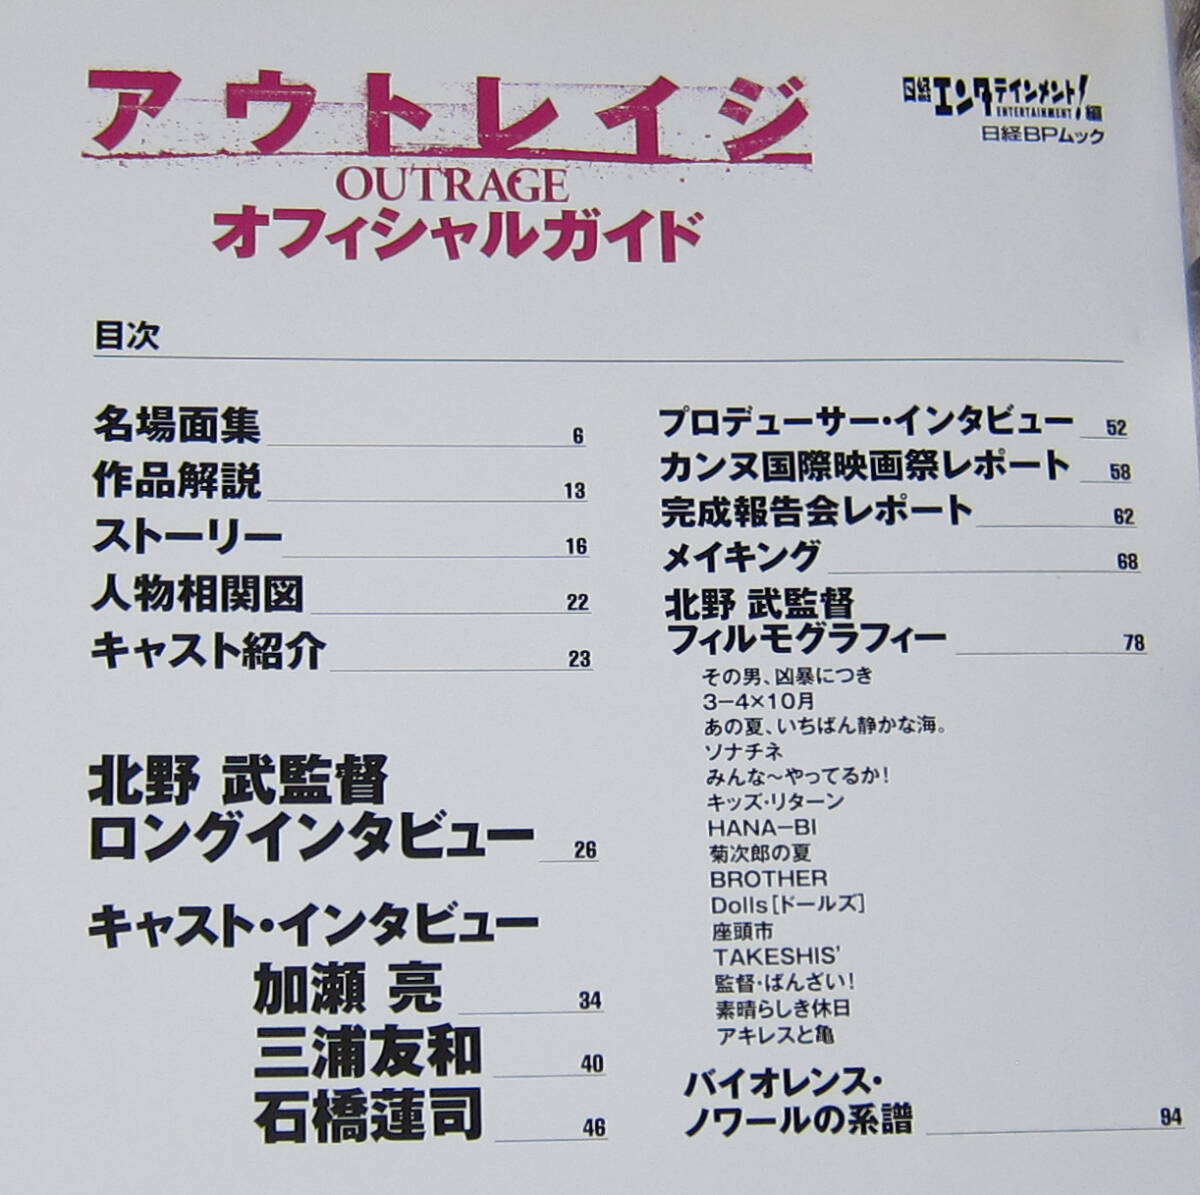 アウトレイジ
OUTRAGE
オフィシャルガイド
日経エンタテインメント!編
ENTERTAINMENT
日経BPムック
目次
名場面集 6
作品解説 13
ストーリー 16
人物相関図 22
キャスト紹介 23
北野 武監督
ロングインタビュー 26
キャスト・インタビュー
加瀬 亮 34
三浦友和 40
石橋蓮司 46
プロデューサー・インタビュー 52
カンヌ国際映画祭レポート 58
完成報告会レポート 62
メイキング 68
北野 武監督
フィルモグラフィー 78
その男、凶暴につき
3−4×10月
あの夏、いちばん静かな海。
ソナチネ
みんな〜やってるか!
キッズ・リターン
HANA−BI
菊次郎の夏
BROTHER
Dolls[ドールズ]
座頭市
TAKESHIS'
監督・ばんざい!
素晴らしき休日
アキレスと亀
バイオレンス・
ノワールの系譜 94